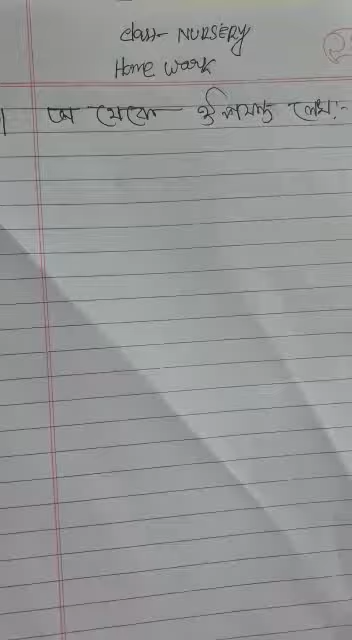 class- NURSERY
Home work
। অ থেকে ই পর্যন্ত লেখ:-